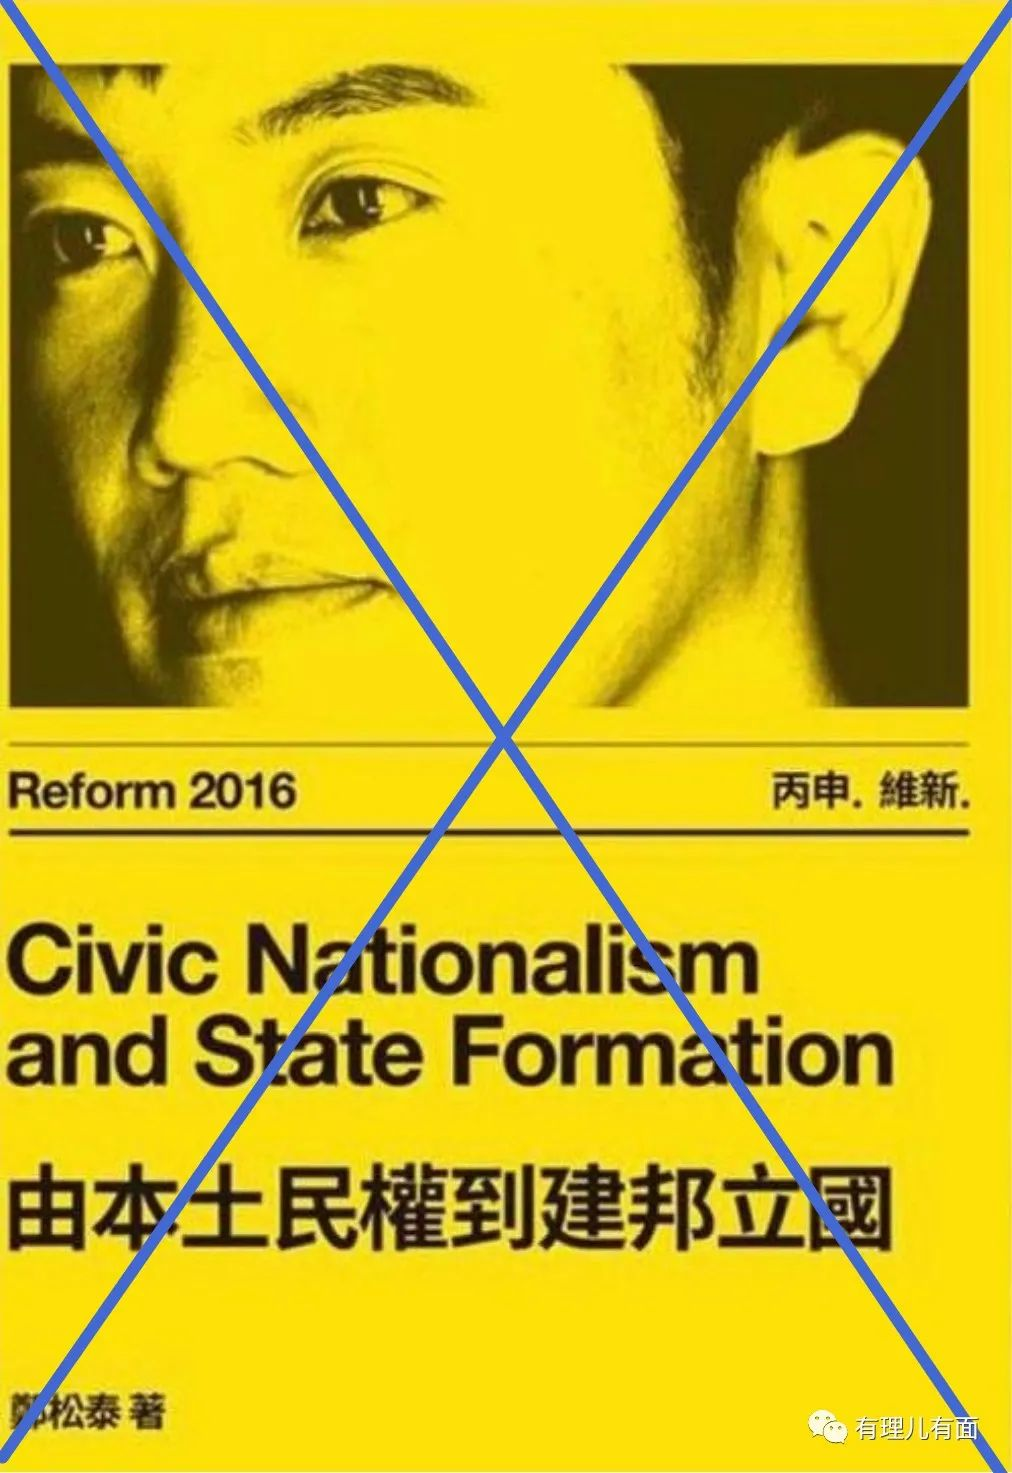 Reform 2016
丙申. 維新.
Civic Nationalism
and State Formation
由本土民權到建邦立國
鄭松泰 著
有理儿有面